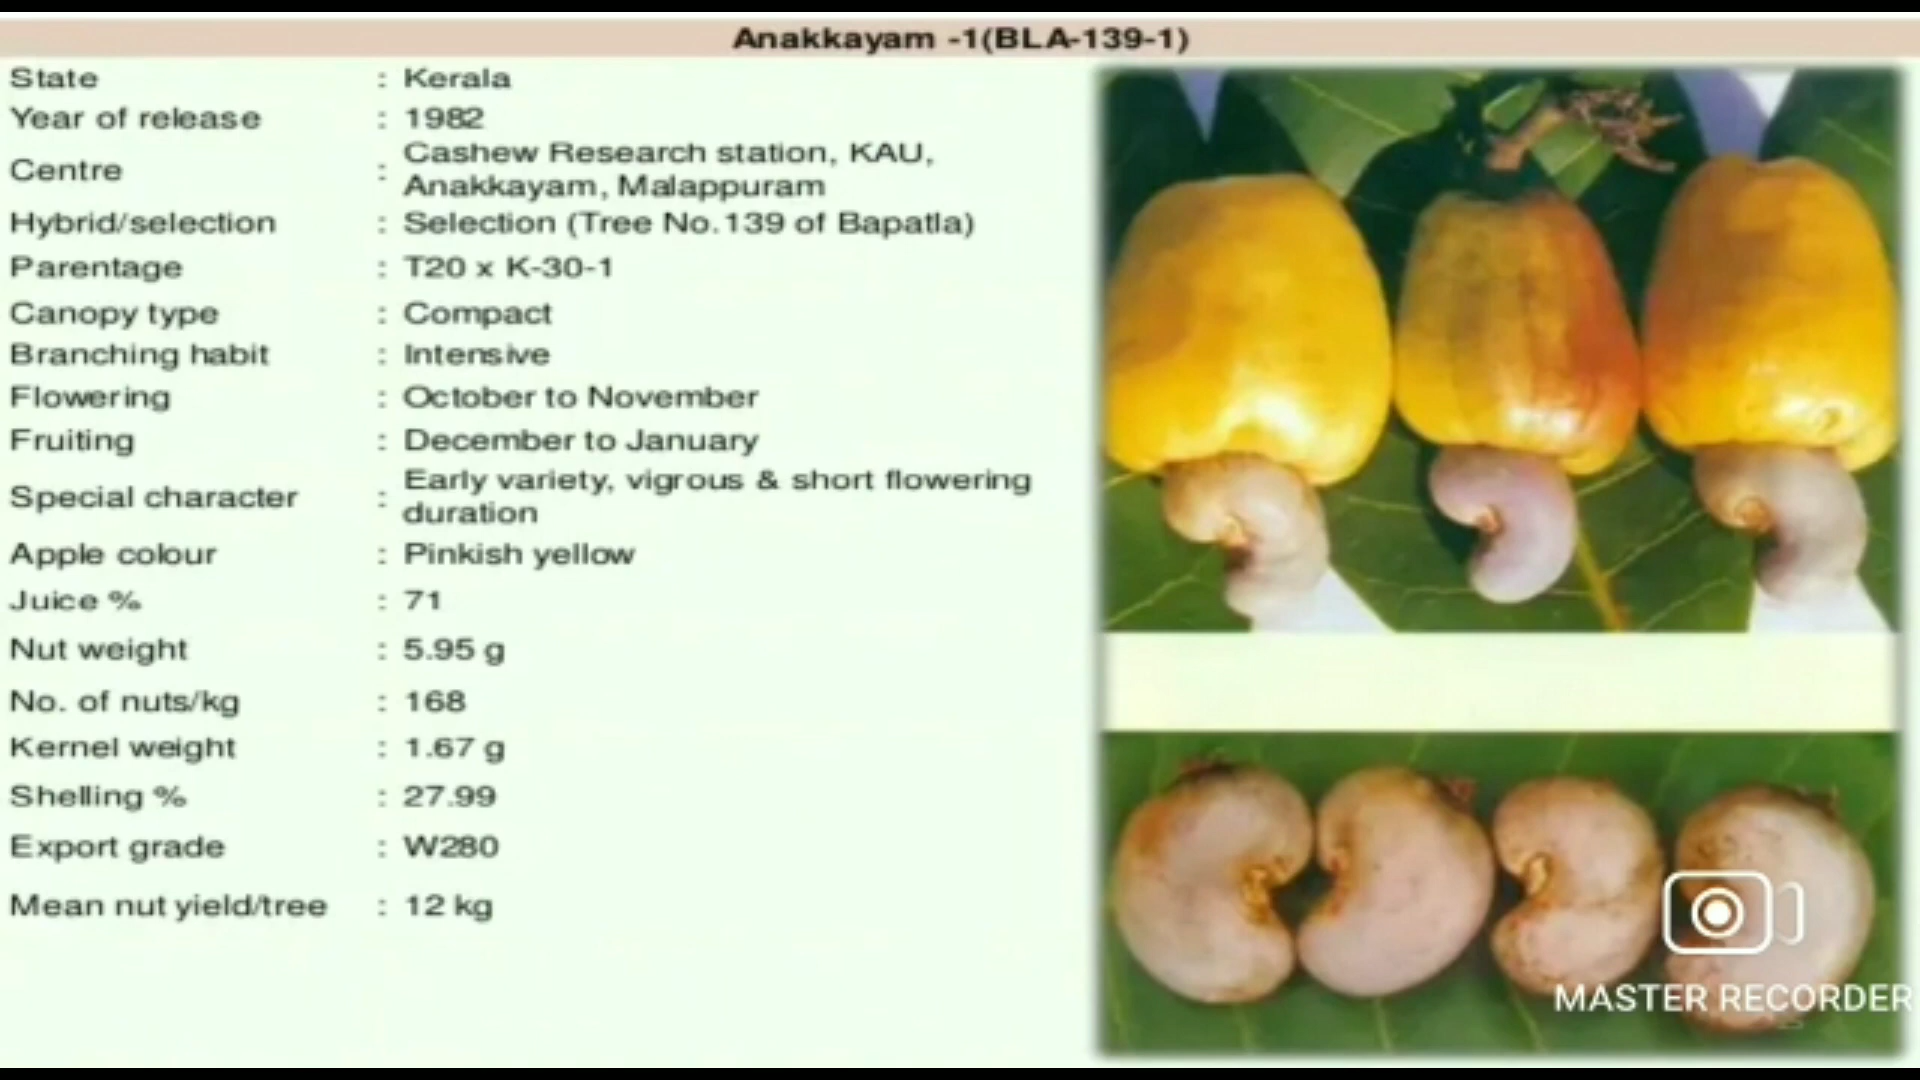 Anakkayam -1(BLA-139-1)
State : Kerala
Year of release : 1982
Centre : Cashew Research station, KAU,
Anakkayam, Malappuram
Hybrid/selection : Selection (Tree No.139 of Bapatla)
Parentage : T20 x K-30-1
Canopy type : Compact
Branching habit : Intensive
Flowering : October to November
Fruiting : December to January
Special character : Early variety, vigrous & short flowering
duration
Apple colour : Pinkish yellow
Juice % : 71
Nut weight : 5.95 g
No. of nuts/kg : 168
Kernel weight : 1.67 g
Shelling % : 27.99
Export grade : W280
Mean nut yield/tree : 12 kg
MASTER RECORDER